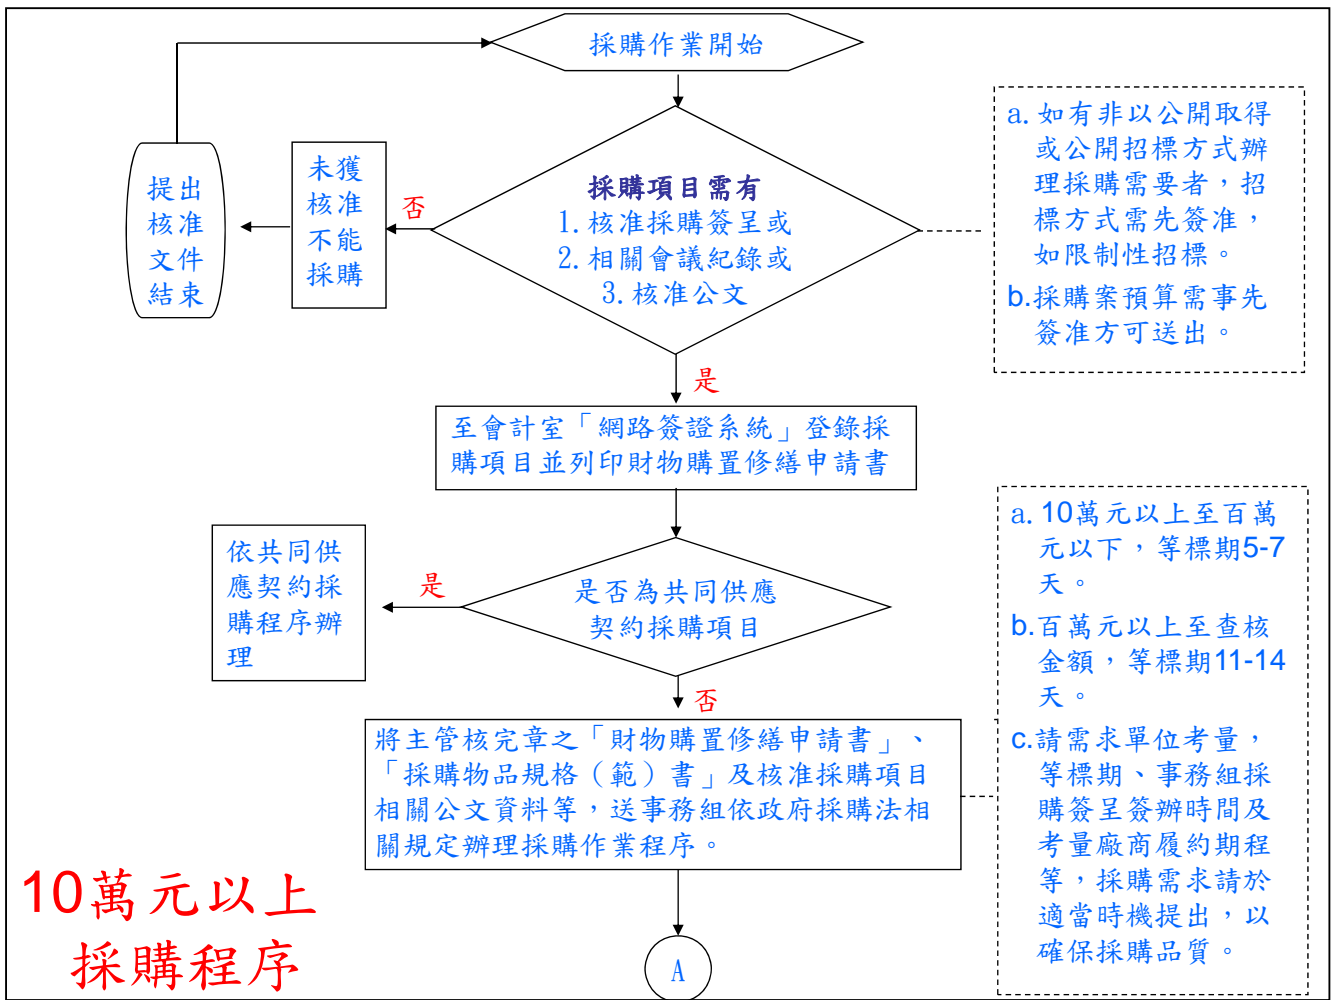 採購作業開始
採購項目需有
1.核准採購簽呈或
2.相關會議紀錄或
3.核准公文
否
未獲
核准
不能
採購
提出
核准
文件
結束
a.如有非以公開取得
或公開招標方式辦
理採購需要者，招
標方式需先簽准，
如限制性招標。
b.採購案預算需事先
簽准方可送出。
是
至會計室「網路簽證系統」登錄採
購項目並列印財物購置修繕申請書
是否為共同供應
契約採購項目
是
依共同供
應契約採
購程序辦
理
否
將主管核完章之「財物購置修繕申請書」、
「採購物品規格（範）書」及核准採購項目
相關公文資料等，送事務組依政府採購法相
關規定辦理採購作業程序。
a.10萬元以上至百萬
元以下，等標期5-7
天。
b.百萬元以上至查核
金額，等標期11-14
天。
c.請需求單位考量，
等標期、事務組採
購簽呈簽辦時間及
考量廠商履約期程
等，採購需求請於
適當時機提出，以
確保採購品質。
A
10萬元以上
採購程序